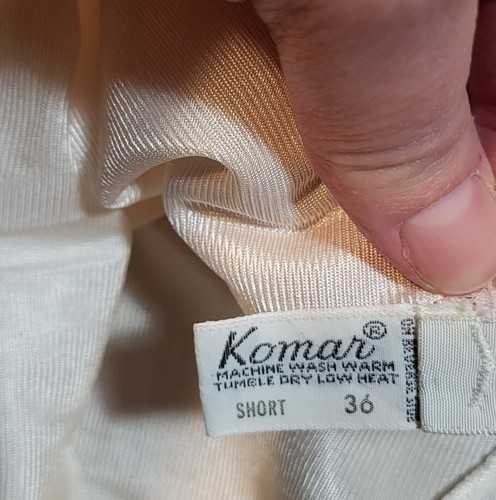 Komar®
MACHINE WASH WARM
TUMBLE DRY LOW HEAT
SHORT 36